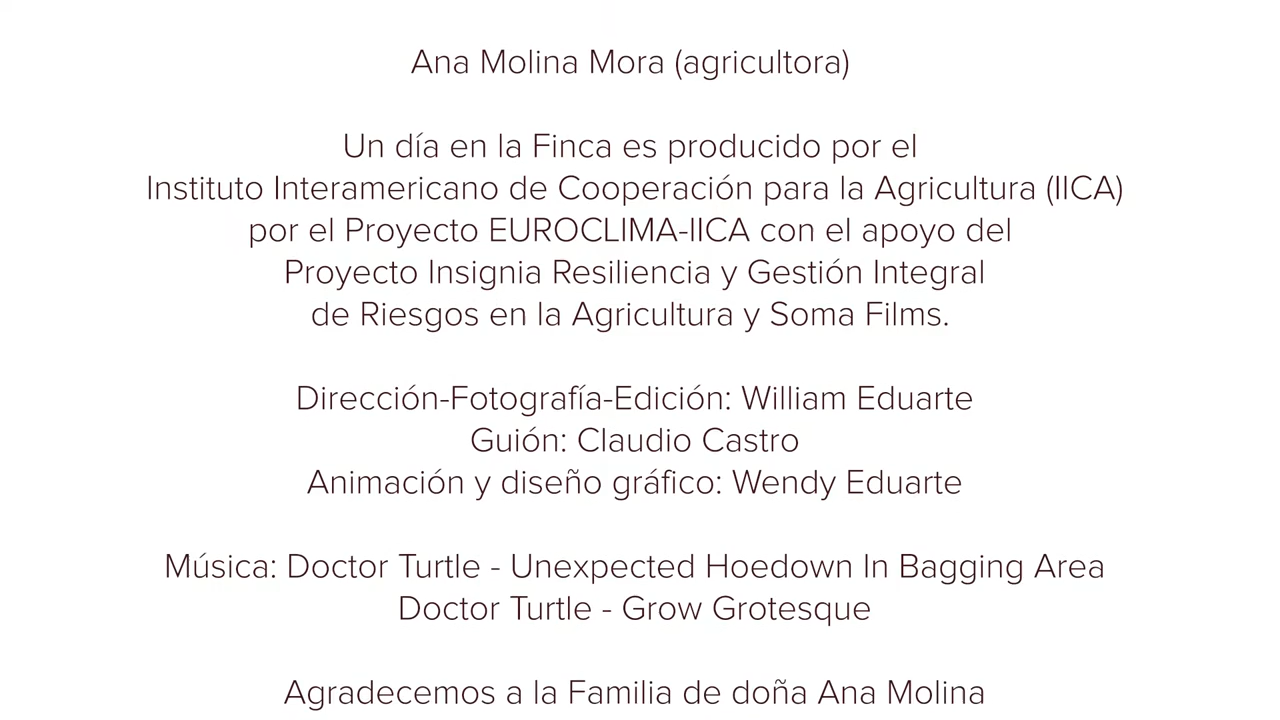 Ana Molina Mora (agricultora)
Un día en la Finca es producido por el
Instituto Interamericano de Cooperación para la Agricultura (IICA)
por el Proyecto EUROCLIMA-IICA con el apoyo del
Proyecto Insignia Resiliencia y Gestión Integral
de Riesgos en la Agricultura y Soma Films.
Dirección-Fotografía-Edición: William Eduarte
Guión: Claudio Castro
Animación y diseño gráfico: Wendy Eduarte
Música: Doctor Turtle - Unexpected Hoedown In Bagging Area
Doctor Turtle - Grow Grotesque
Agradecemos a la Familia de doña Ana Molina